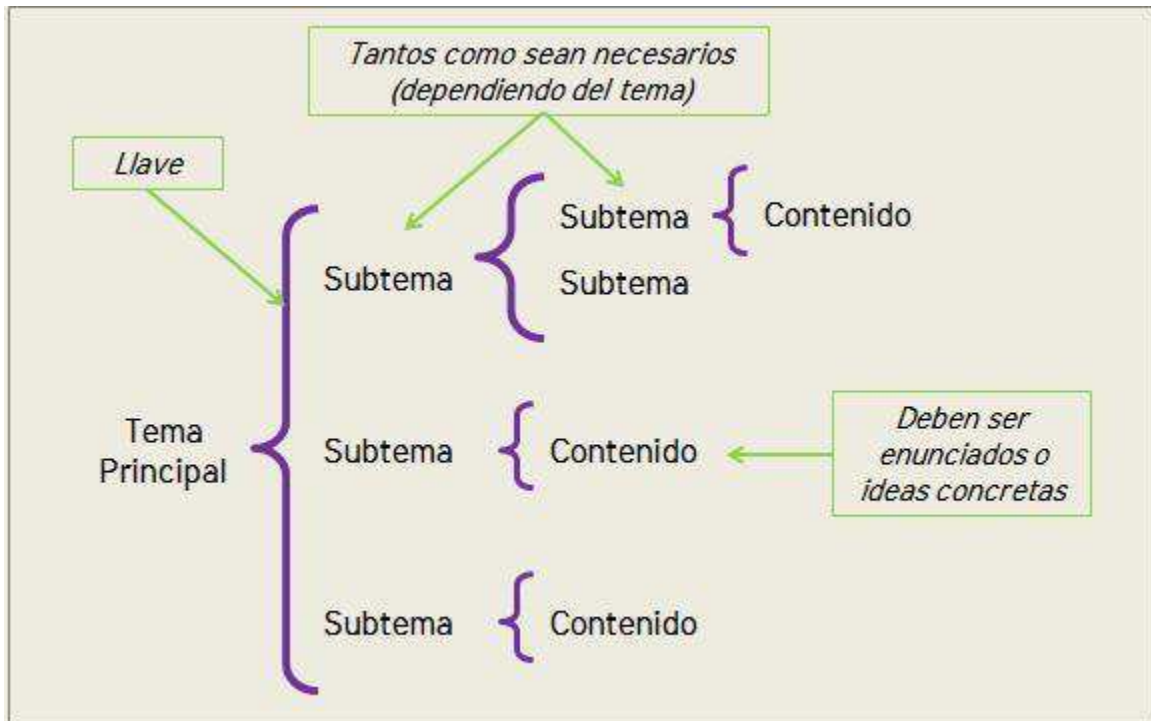 Tantos como sean necesarios
(dependiendo del tema)
Llave
Subtema
Contenido
Subtema
Subtema
Tema
Principal
Subtema
Contenido
Deben ser
enunciados o
ideas concretas
Subtema
Contenido